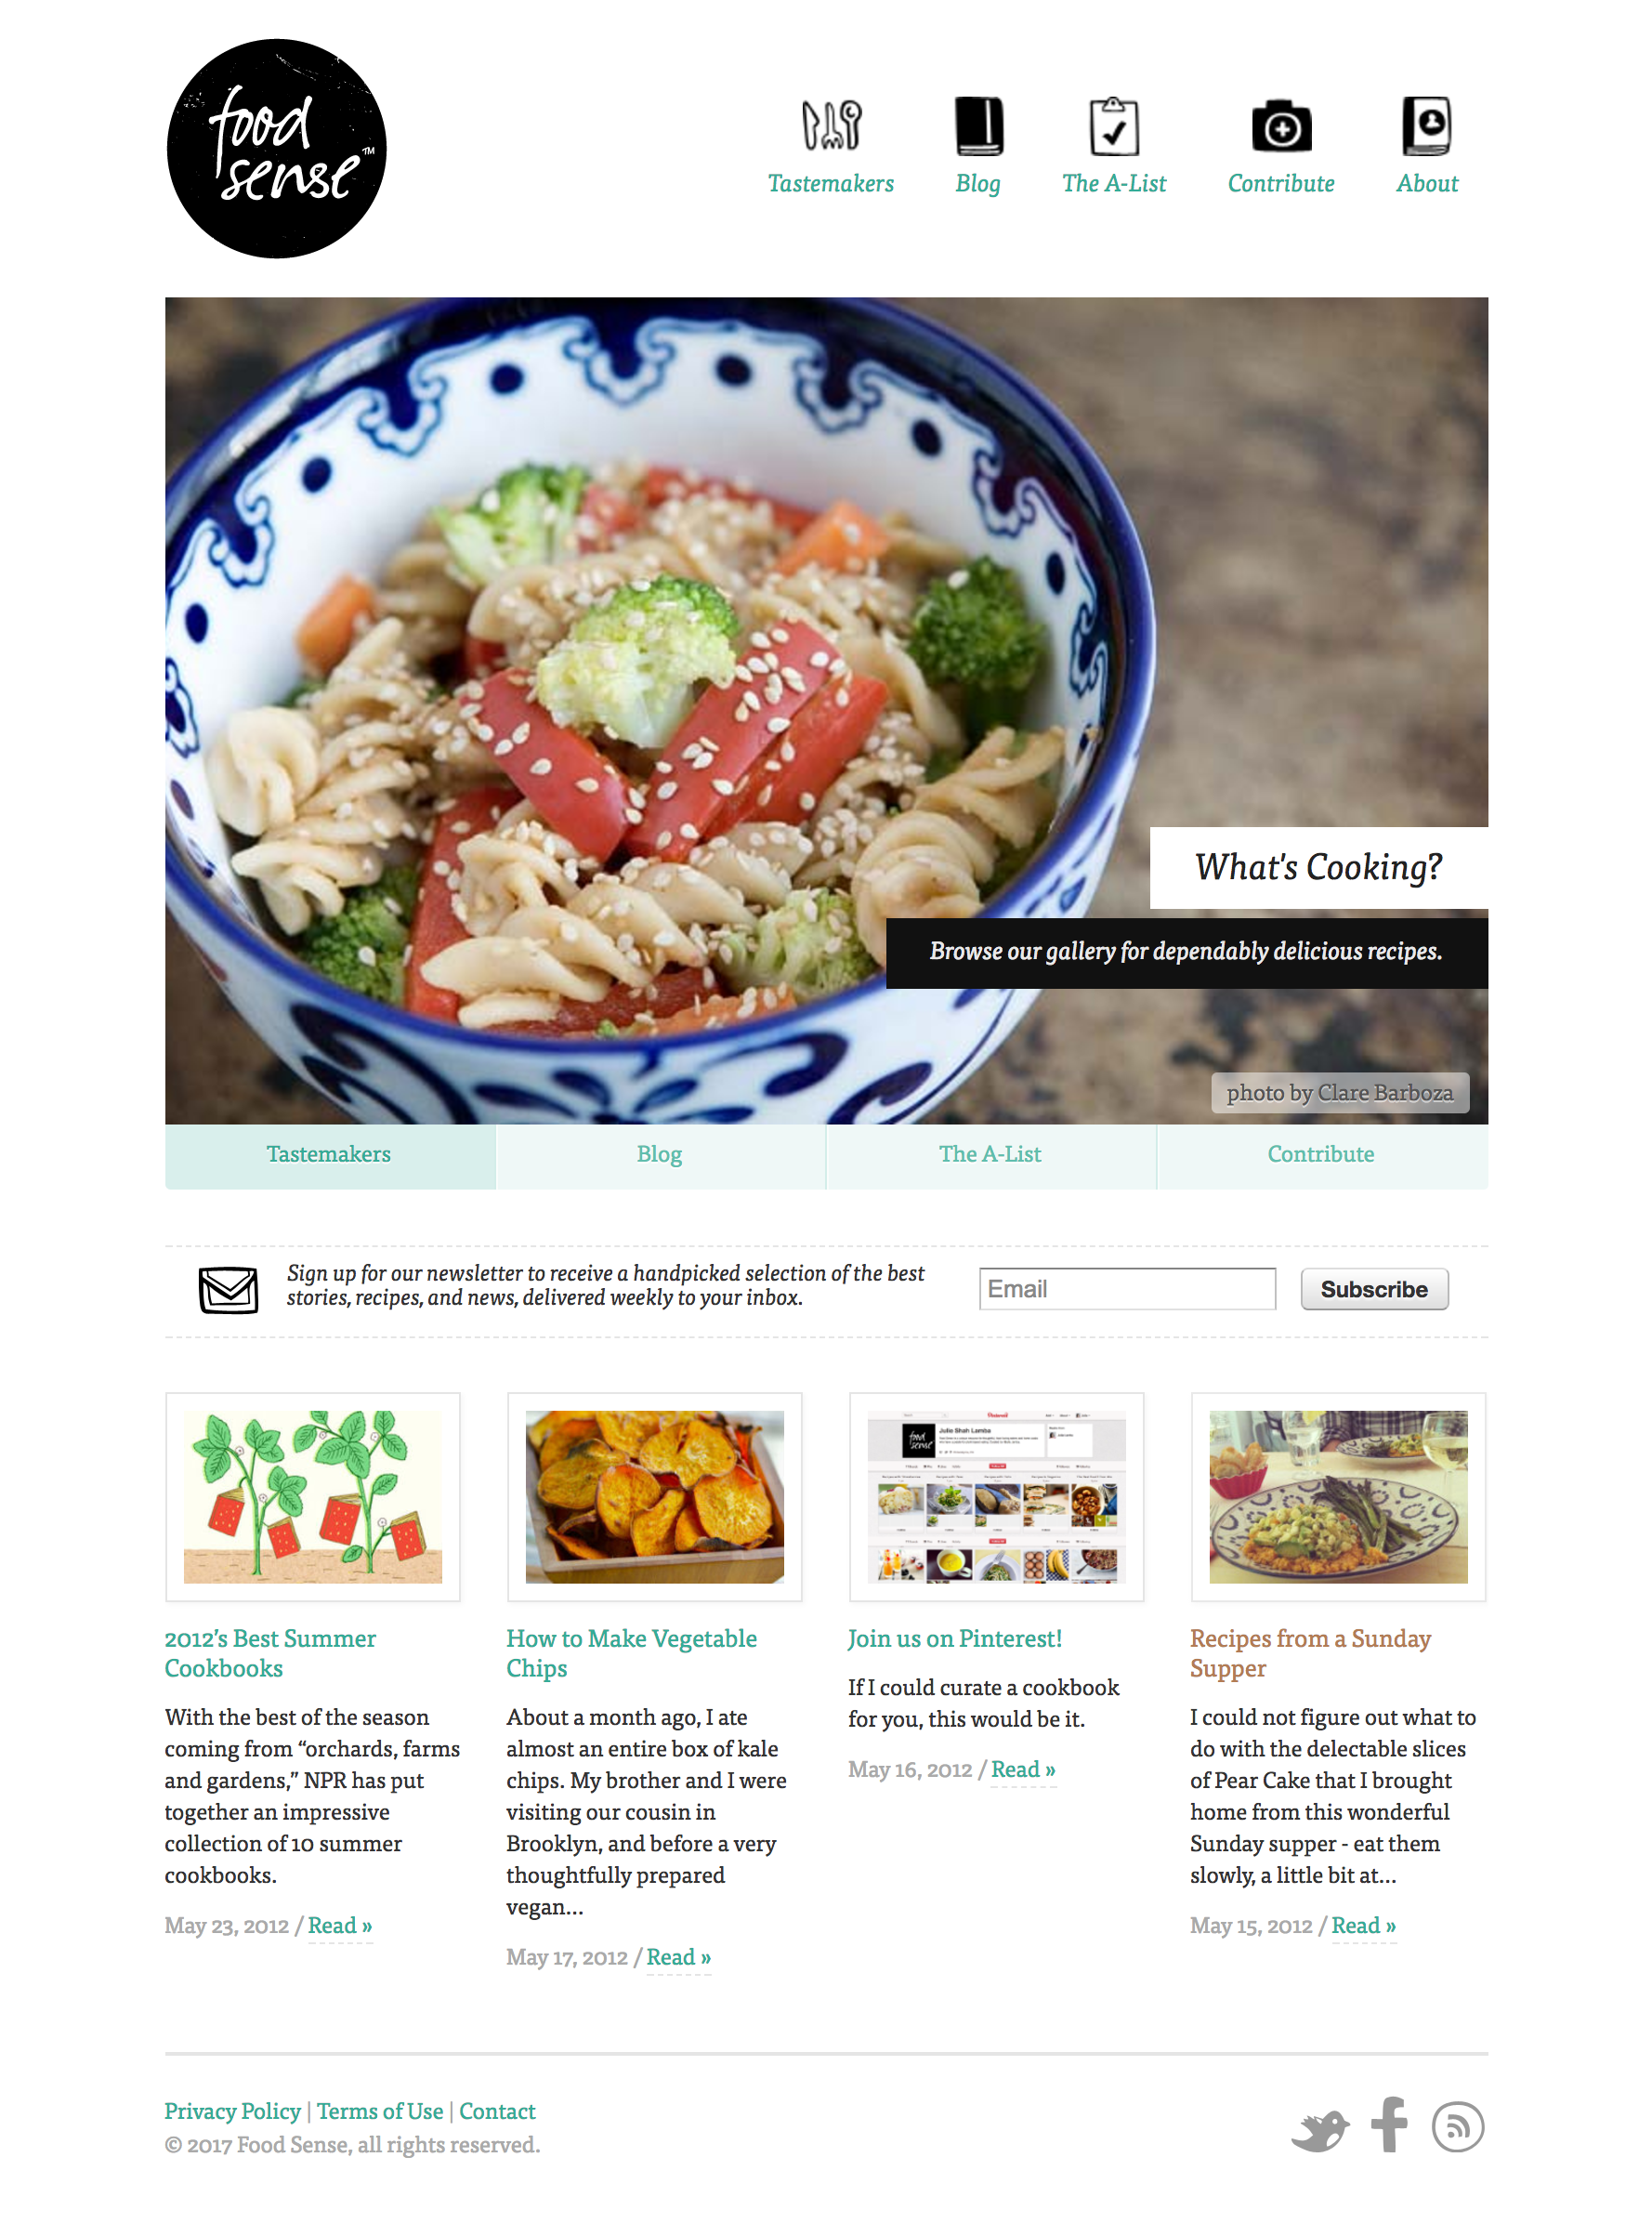 food
sense™
Tastemakers
Blog
The A-List
Contribute
About
What's Cooking?
Browse our gallery for dependably delicious recipes.
photo by Clare Barboza
Tastemakers
Blog
The A-List
Contribute
Sign up for our newsletter to receive a handpicked selection of the best
stories, recipes, and news, delivered weekly to your inbox.
Email
Subscribe
food
sense
Julie Shah Lamba
2012’s Best Summer
Cookbooks
With the best of the season
coming from “orchards, farms
and gardens,” NPR has put
together an impressive
collection of 10 summer
cookbooks.
May 23, 2012 / Read »
How to Make Vegetable
Chips
About a month ago, I ate
almost an entire box of kale
chips. My brother and I were
visiting our cousin in
Brooklyn, and before a very
thoughtfully prepared
vegan...
May 17, 2012 / Read »
Join us on Pinterest!
If I could curate a cookbook
for you, this would be it.
May 16, 2012 / Read »
Recipes from a Sunday
Supper
I could not figure out what to
do with the delectable slices
of Pear Cake that I brought
home from this wonderful
Sunday supper - eat them
slowly, a little bit at...
May 15, 2012 / Read »
Privacy Policy | Terms of Use | Contact
© 2017 Food Sense, all rights reserved.